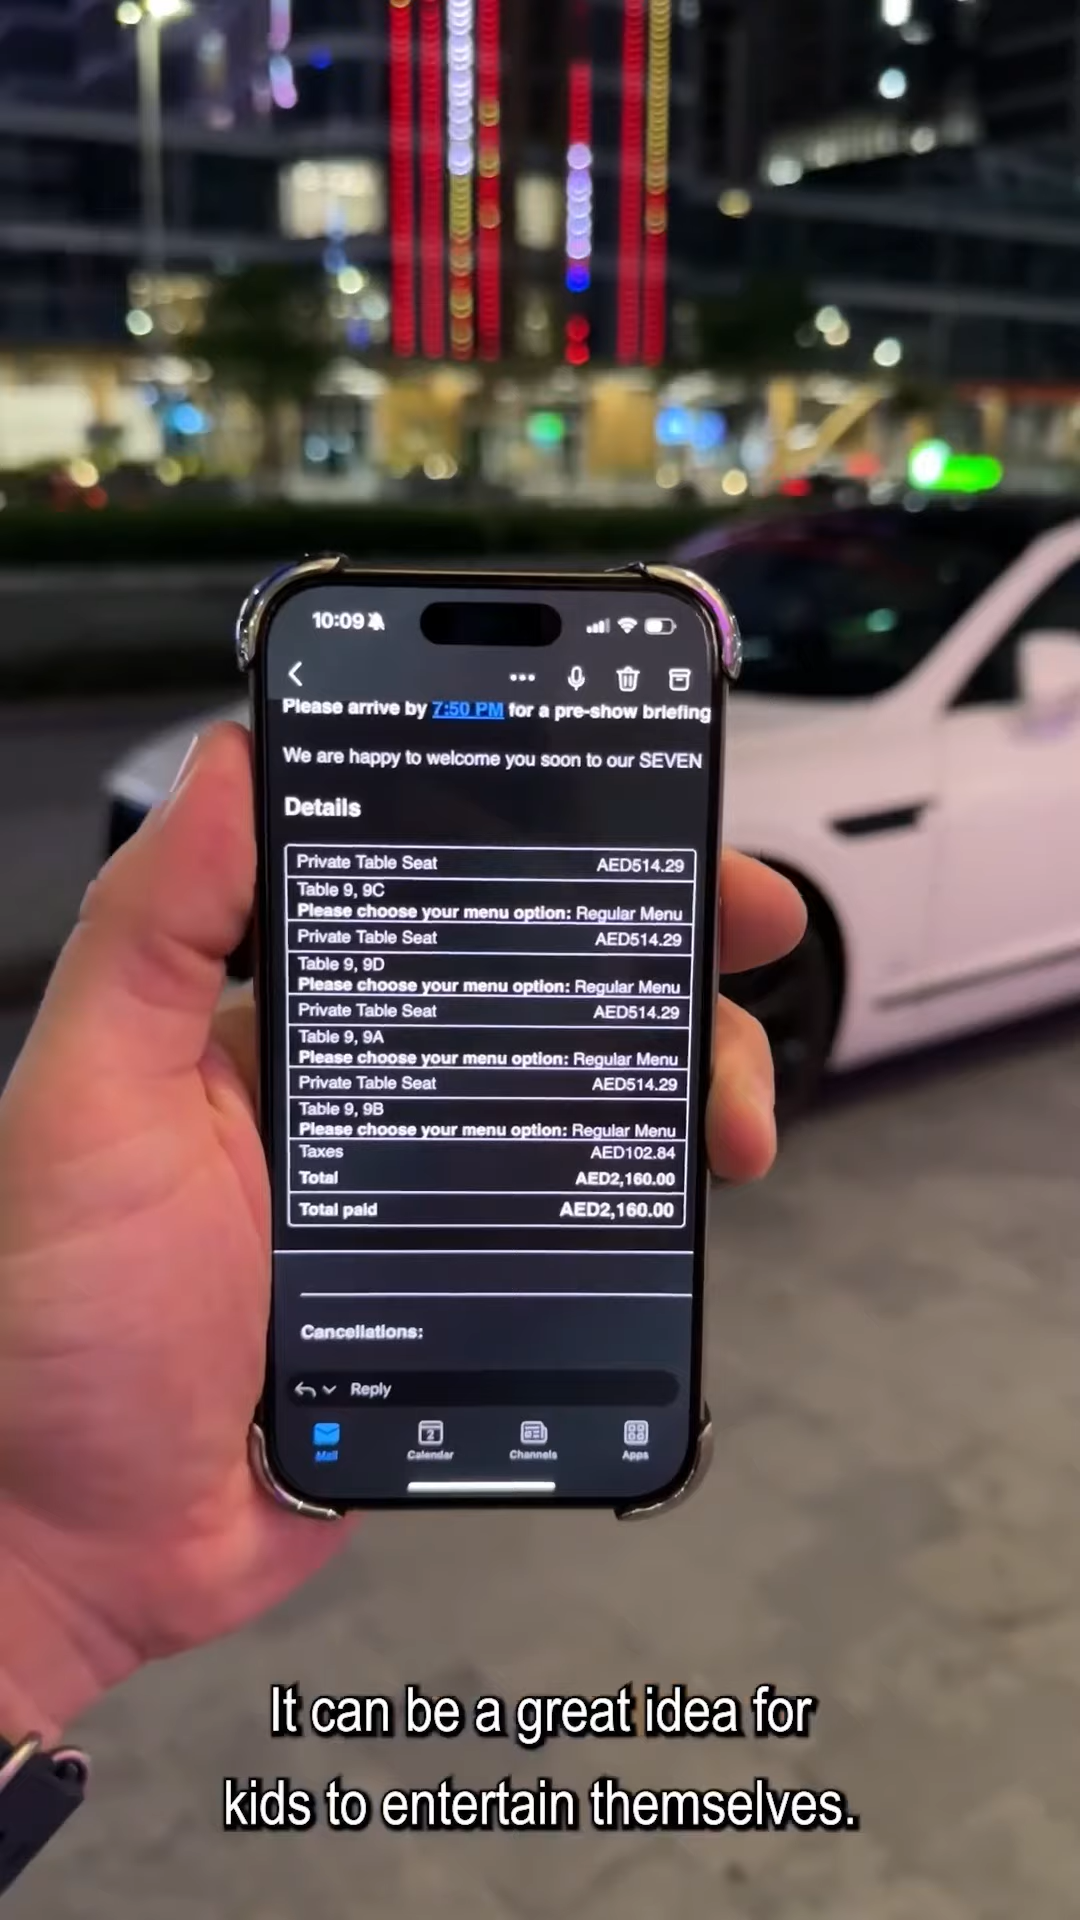 10:09
Please arrive by 7:50 PM for a pre-show briefing
We are happy to welcome you soon to our SEVEN
Details
Private Table Seat AED514.29
Table 9, 9C
Please choose your menu option: Regular Menu
Private Table Seat AED514.29
Table 9, 9D
Please choose your menu option: Regular Menu
Private Table Seat AED514.29
Table 9, 9A
Please choose your menu option: Regular Menu
Private Table Seat AED514.29
Table 9, 9B
Please choose your menu option: Regular Menu
Taxes AED102.84
Total AED2,160.00
Total paid AED2,160.00
Cancellations:
Reply
2
Mail Calendar Channels Apps
It can be a great idea for
kids to entertain themselves.